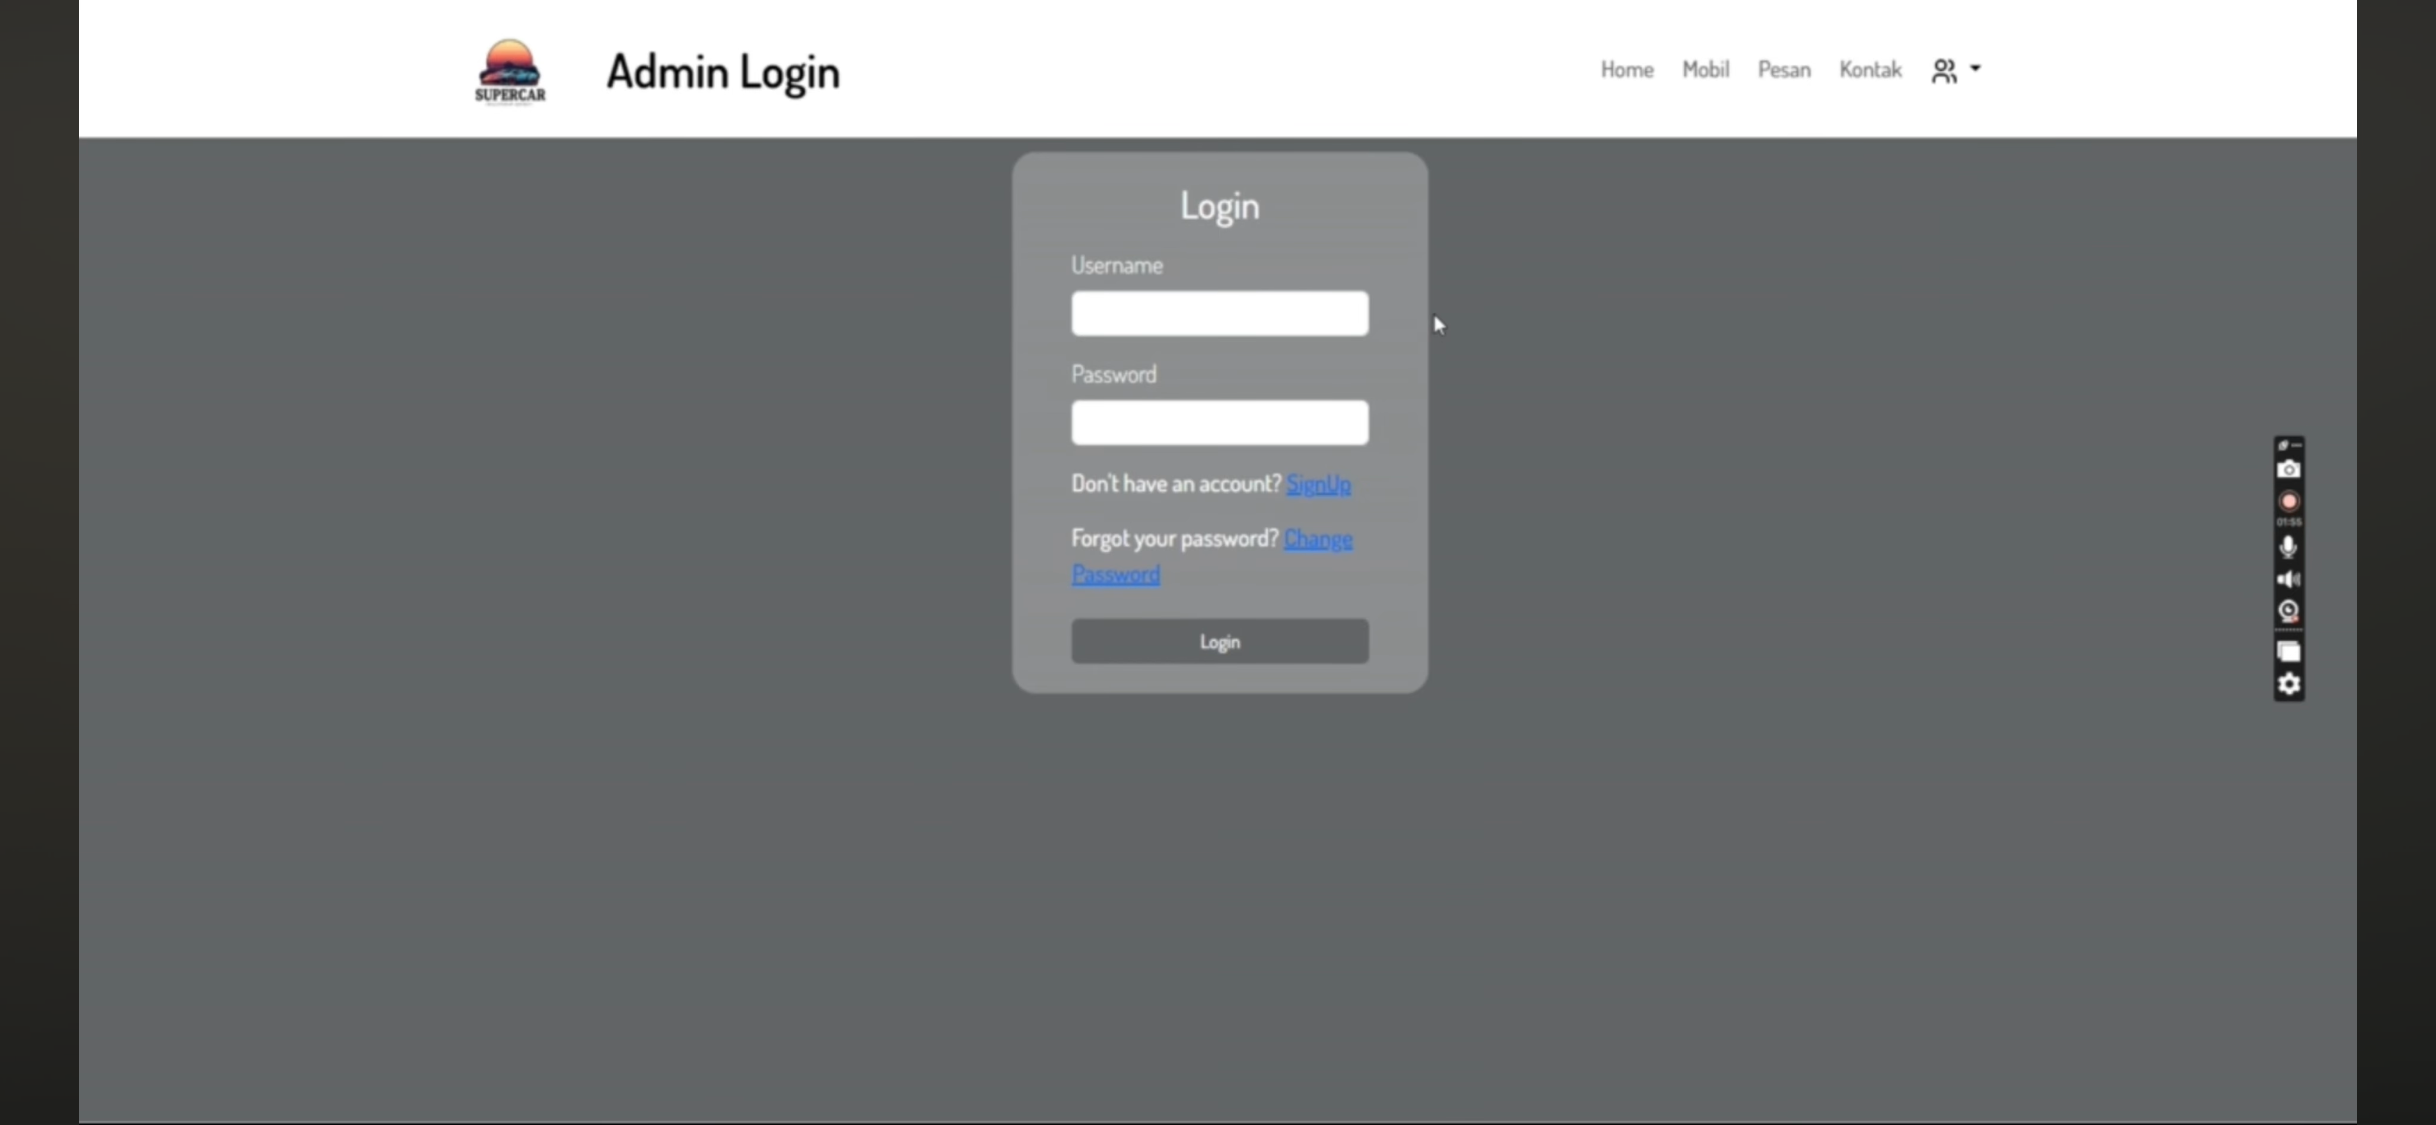 SUPERCAR
Admin Login
Home Mobil Pesan Kontak
Login
Username
Password
Don't have an account? SignUp
Forgot your password? Change
Password
Login
01:55